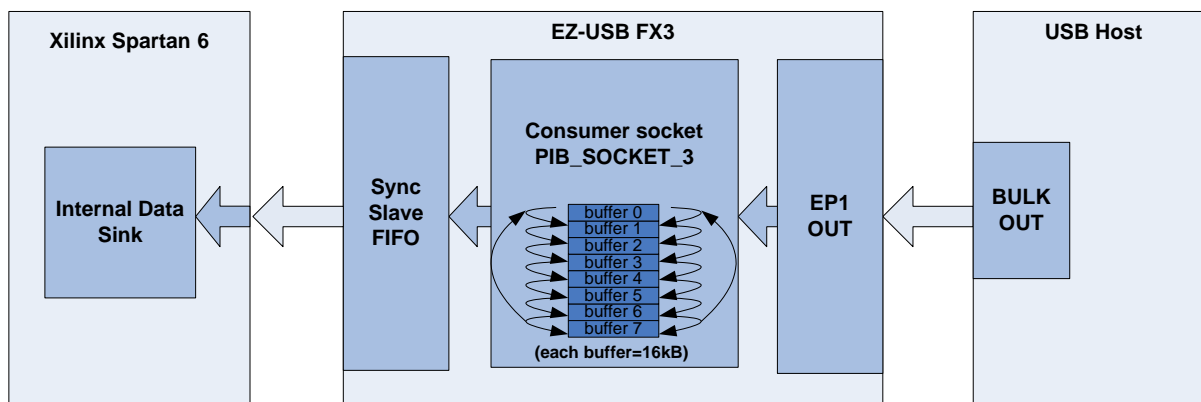 Xilinx Spartan 6
Internal Data
Sink
EZ-USB FX3
Sync
Slave
FIFO
Consumer socket
PIB_SOCKET_3
buffer 0
buffer 1
buffer 2
buffer 3
buffer 4
buffer 5
buffer 6
buffer 7
(each buffer=16kB)
EP1
OUT
USB Host
BULK
OUT